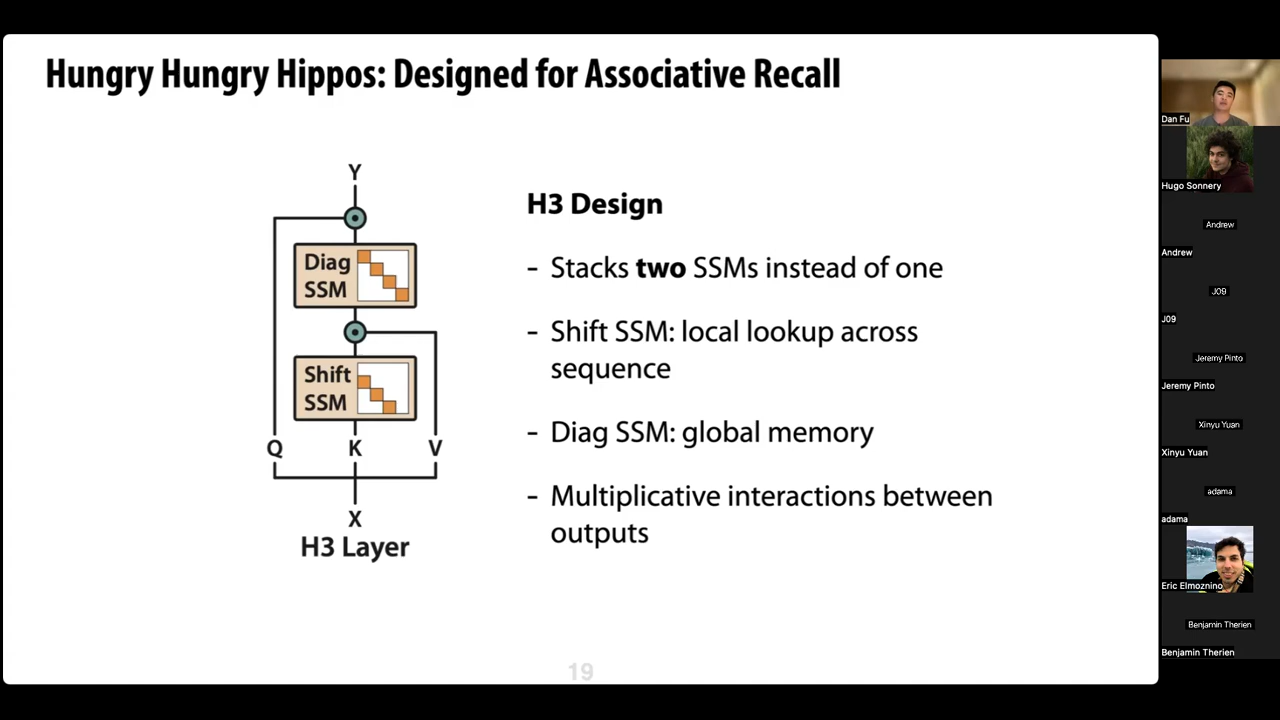 Hungry Hungry Hippos: Designed for Associative Recall
Y
Diag
SSM
Shift
SSM
Q K V
X
H3 Layer
H3 Design
- Stacks two SSMs instead of one
- Shift SSM: local lookup across
sequence
- Diag SSM: global memory
- Multiplicative interactions between
outputs
19
Dan Fu
Hugo Sonnery
Andrew
Andrew
J09
J09
Jeremy Pinto
Jeremy Pinto
Xinyu Yuan
Xinyu Yuan
adama
adama
Eric Elmoznino
Benjamin Therien
Benjamin Therien